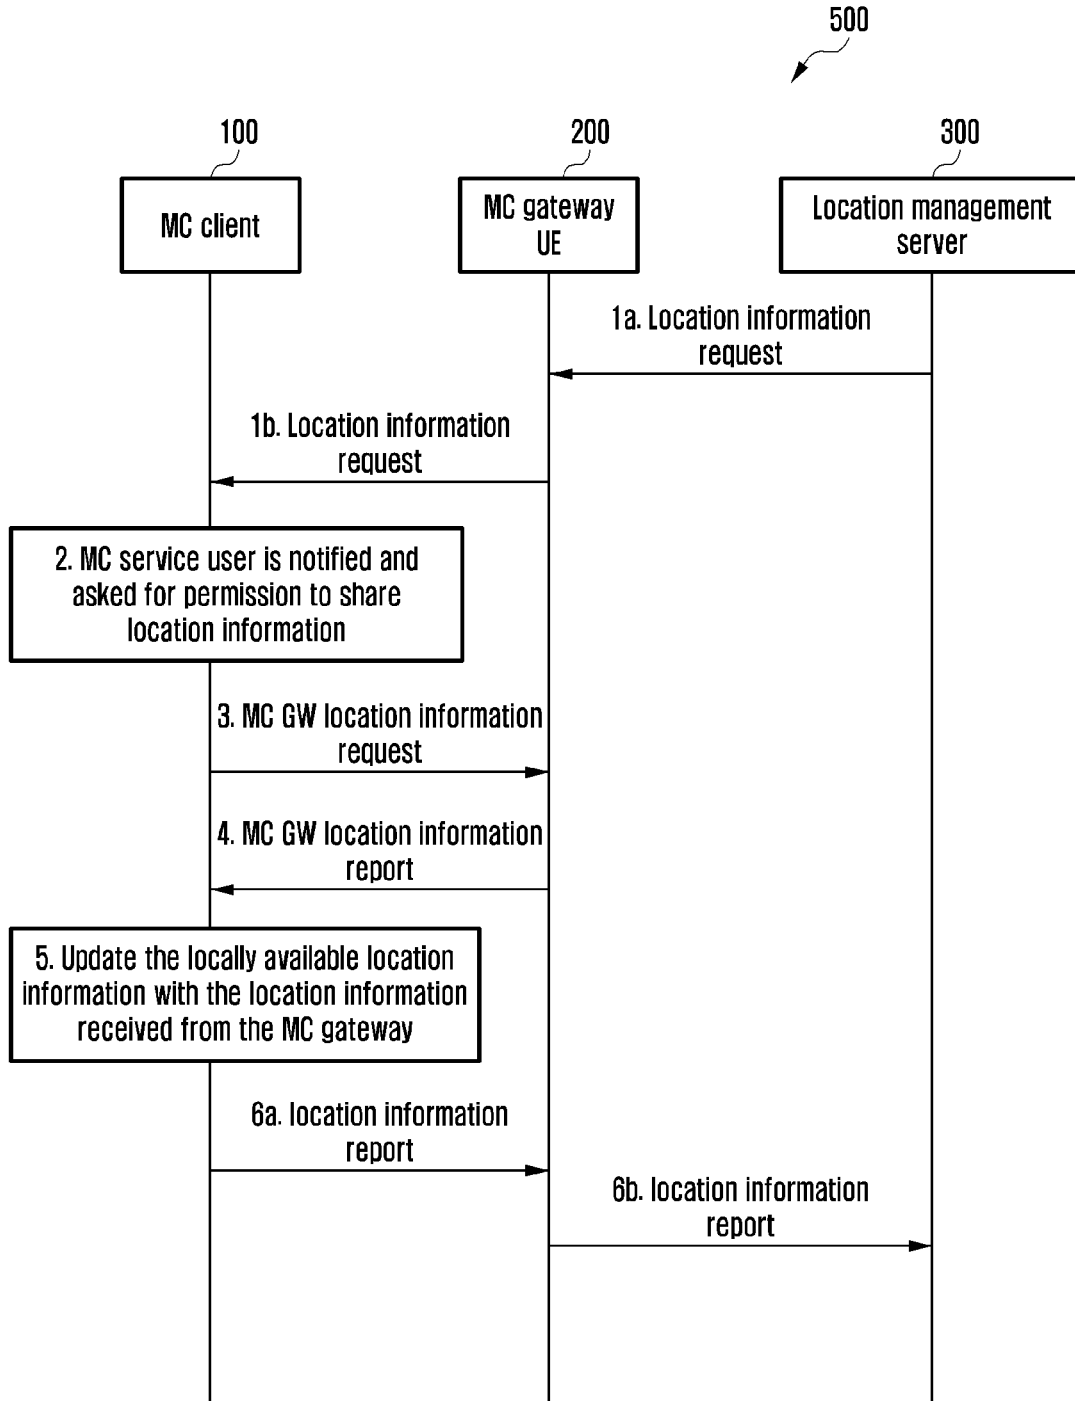 500
100
200
300
MC client
MC gateway
UE
Location management
server
1a. Location information
request
1b. Location information
request
2. MC service user is notified and
asked for permission to share
location information
3. MC GW location information
request
4. MC GW location information
report
5. Update the locally available location
information with the location information
received from the MC gateway
6a. location information
report
6b. location information
report